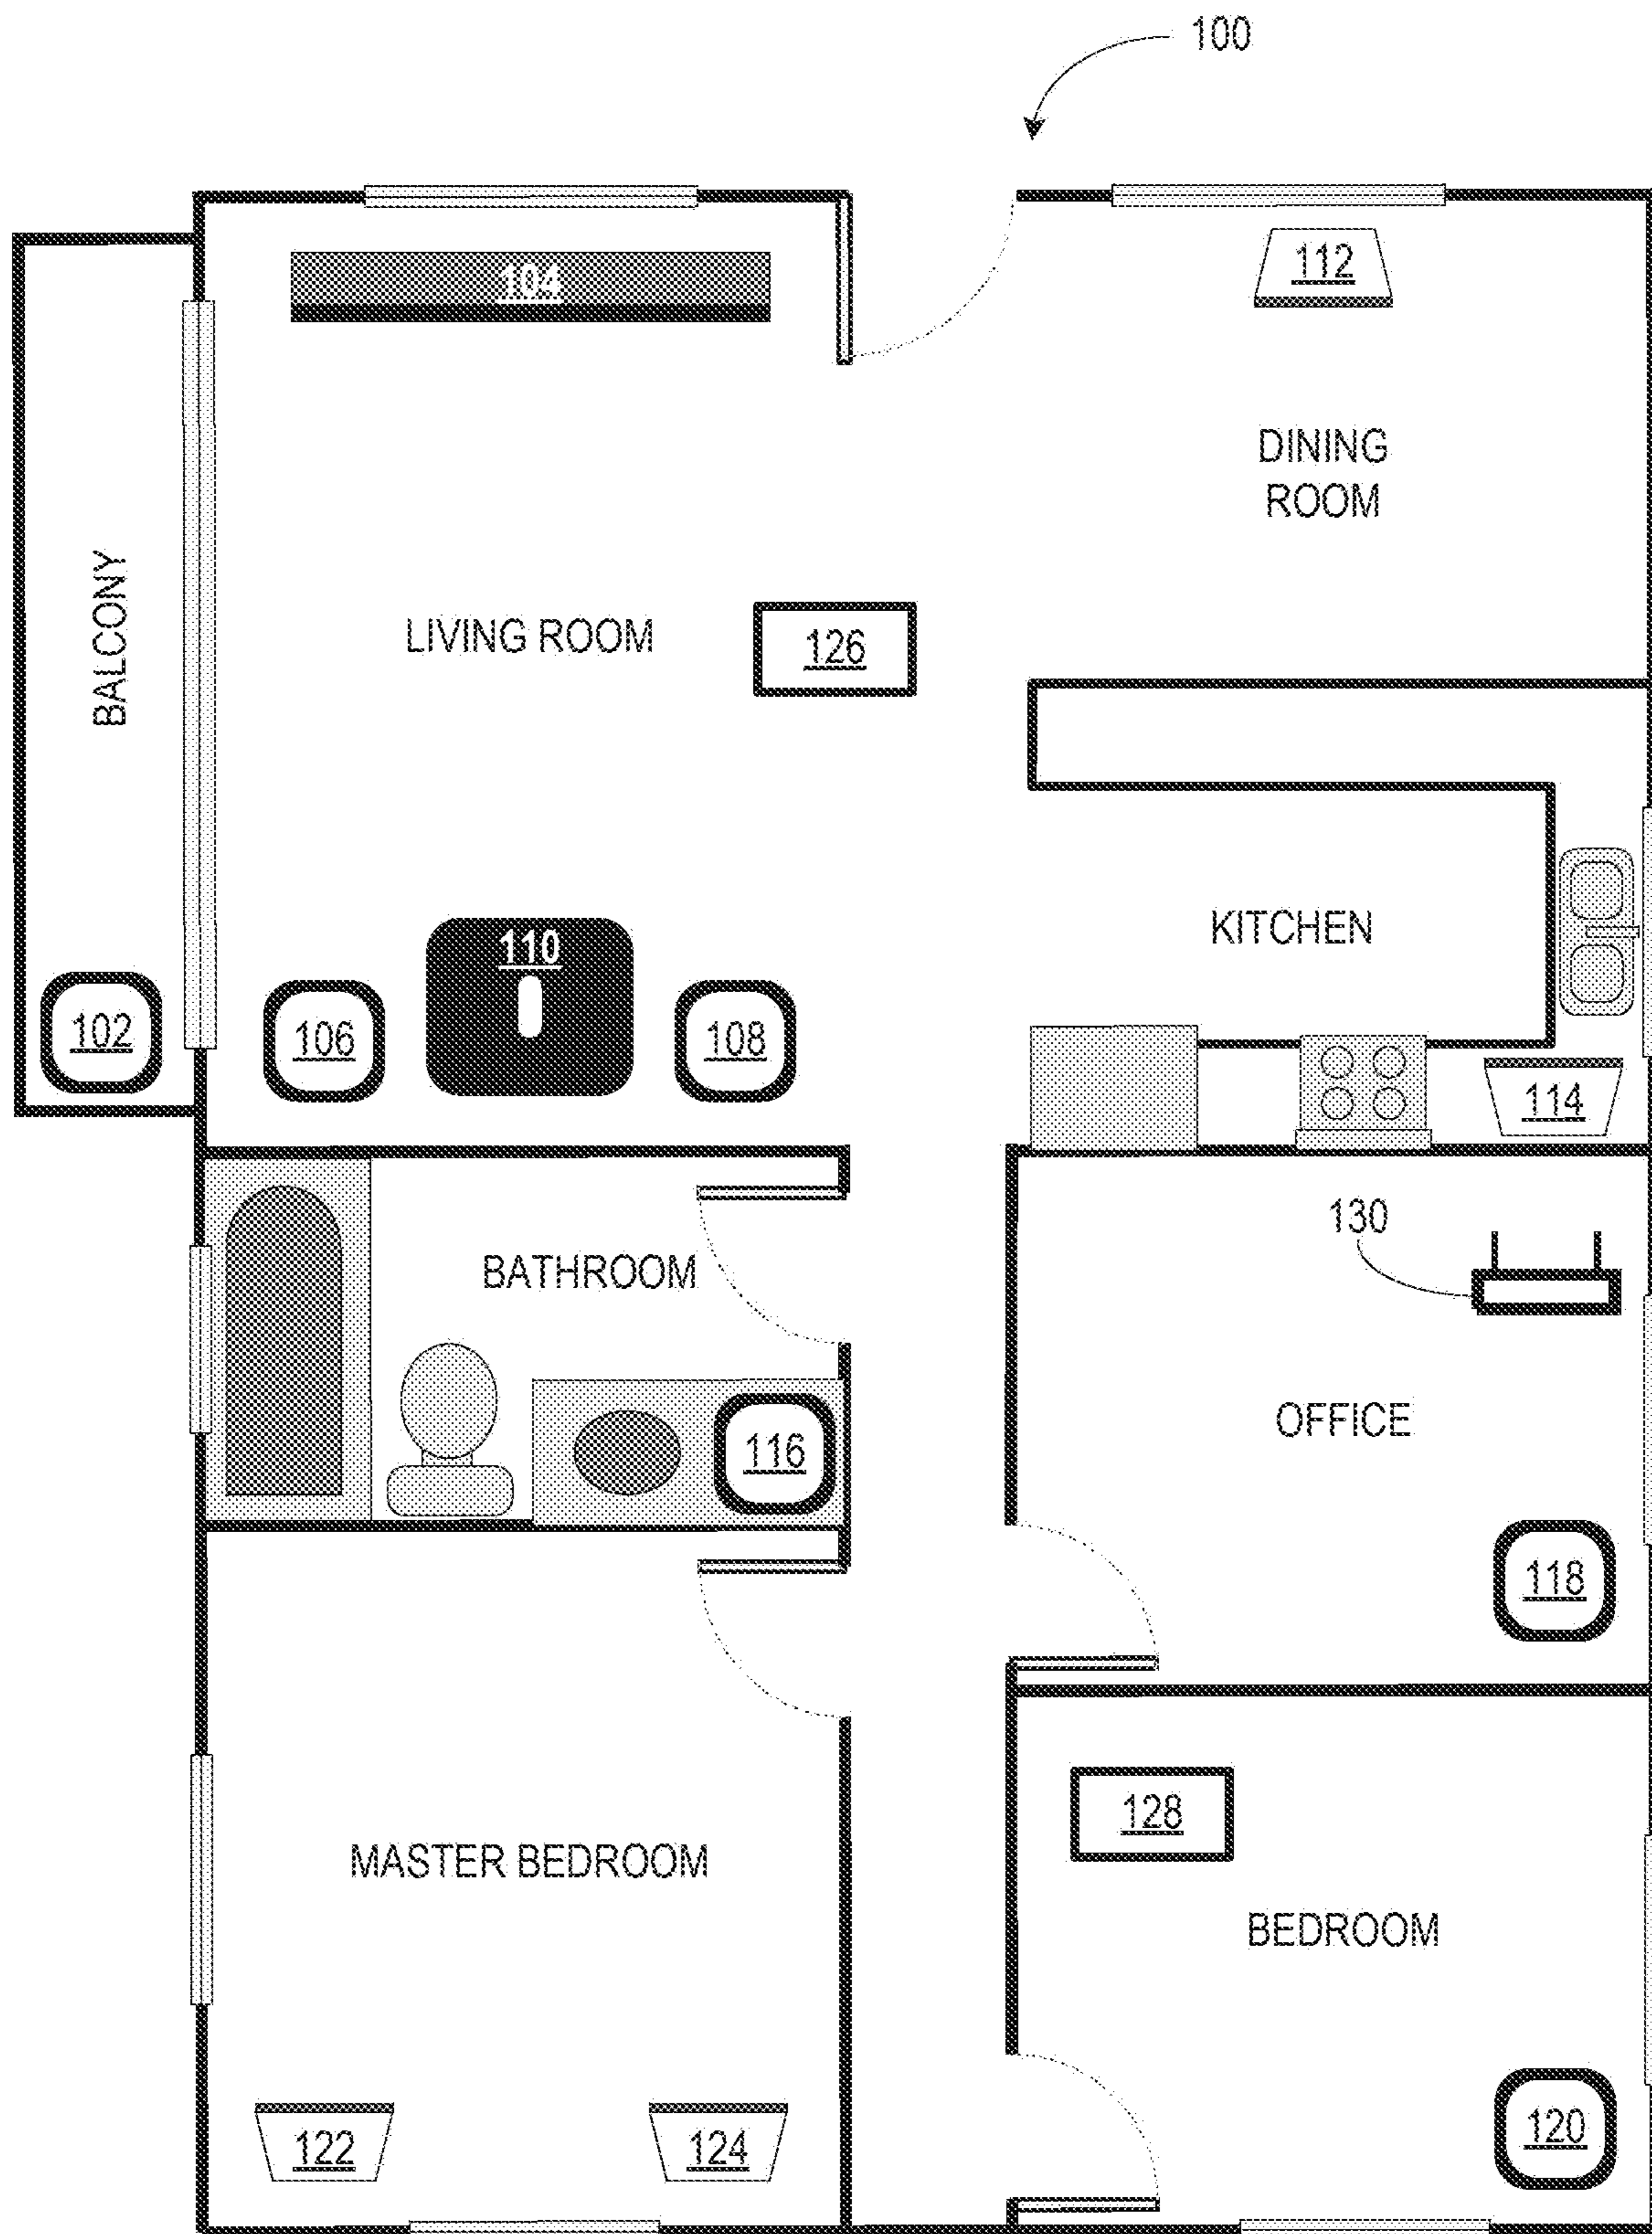 100
104
112
DINING
ROOM
BALCONY
LIVING ROOM
126
KITCHEN
110
102
106
108
114
130
BATHROOM
OFFICE
116
118
128
MASTER BEDROOM
BEDROOM
122
124
120